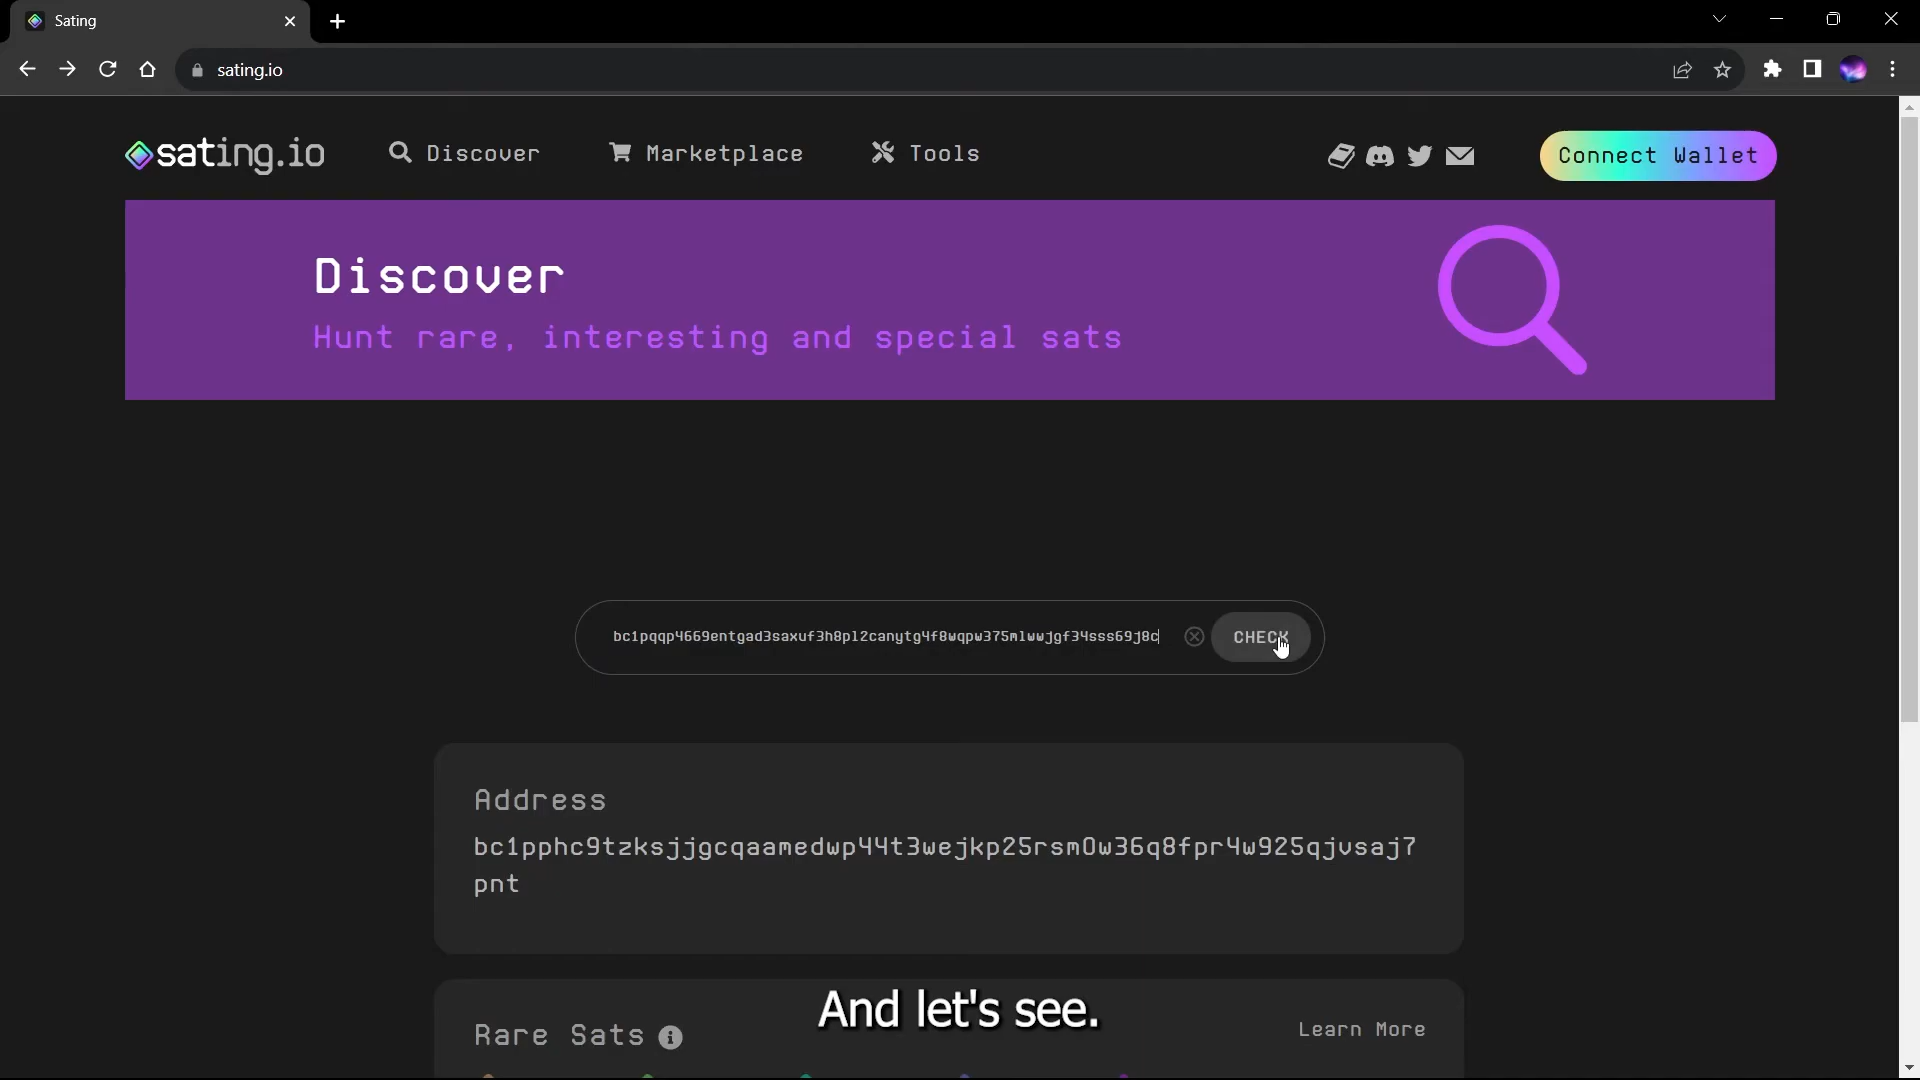 Sating
sating.io
sating.io
Discover
Marketplace
Tools
Connect Wallet
Discover
Hunt rare, interesting and special sats
bc1pqqp4669entgad3saxuf3h8pl2canytg4f8wqpw375mlwwjgf34sss69j8c
CHECK
Address
bc1pphc9tzksjjgcqaamedwp44t3wejkp25rsm0w36q8fpr4w925qjvsaj7
pnt
Rare Sats
Learn More
And let's see.